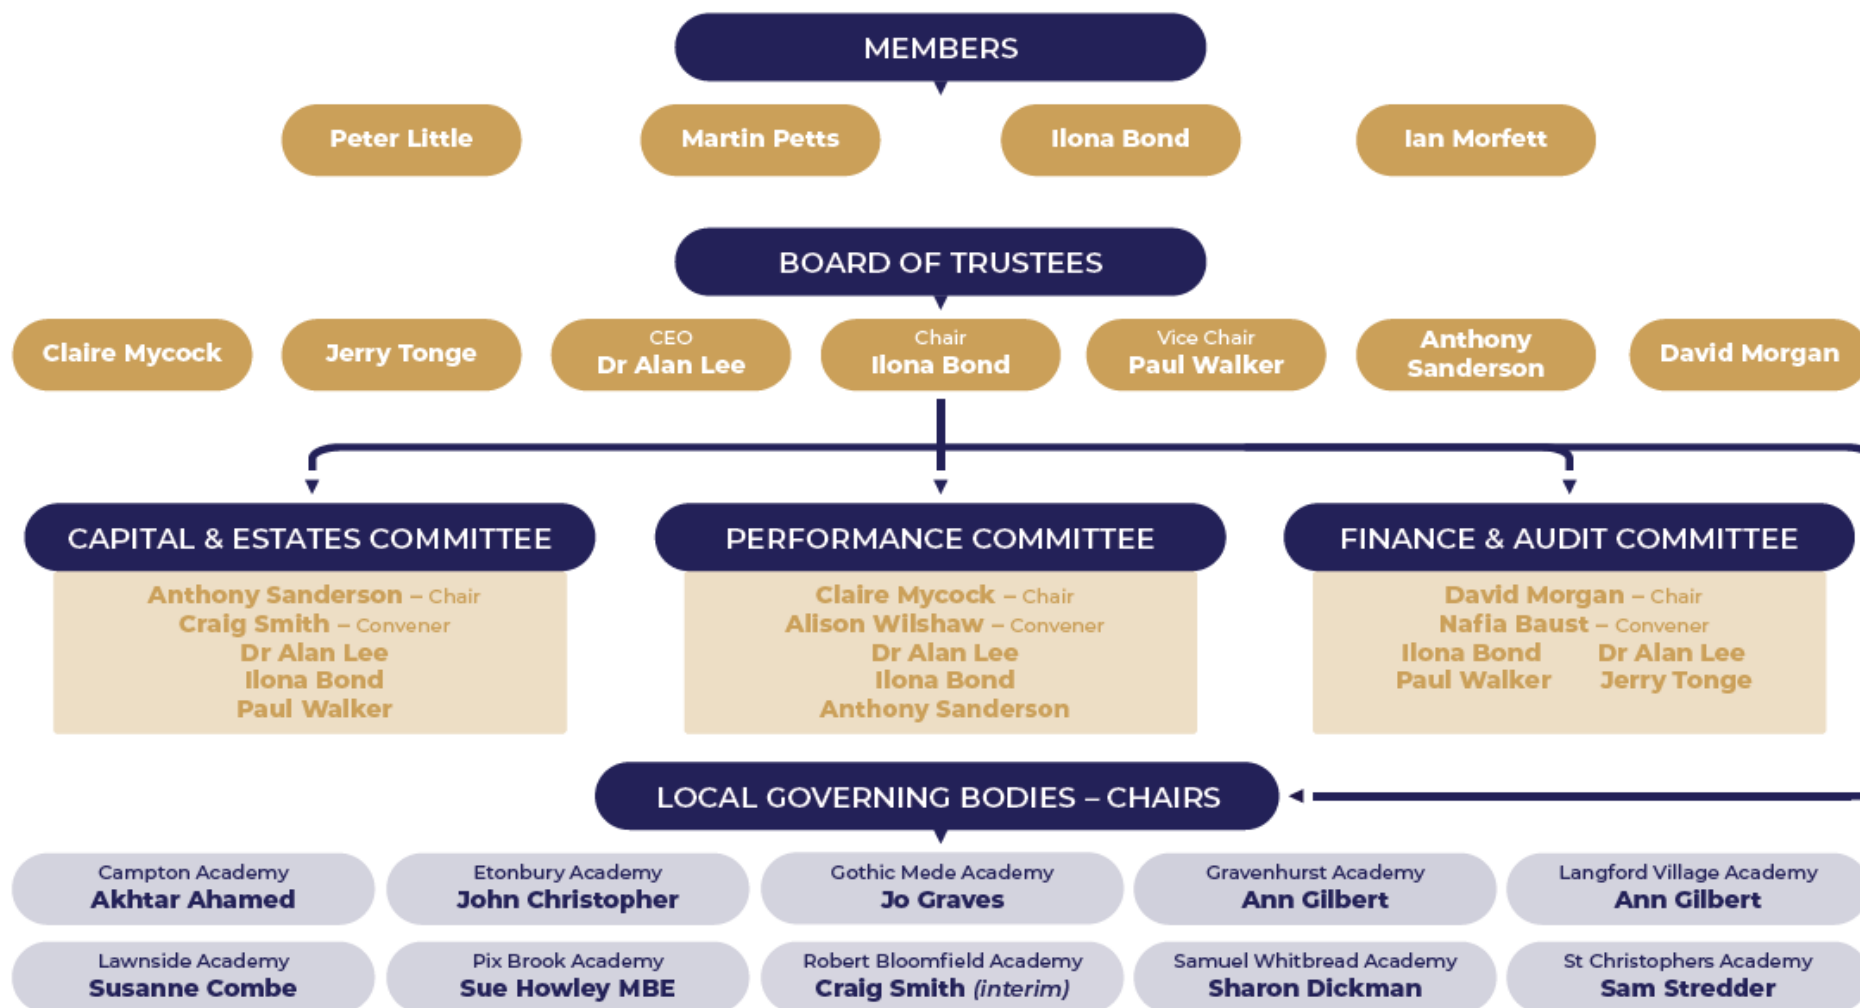 MEMBERS
Peter Little
Martin Petts
Ilona Bond
Ian Morfett
BOARD OF TRUSTEES
Claire Mycock
Jerry Tonge
CEO
Dr Alan Lee
Chair
Ilona Bond
Vice Chair
Paul Walker
Anthony
Sanderson
David Morgan
CAPITAL & ESTATES COMMITTEE
Anthony Sanderson – Chair
Craig Smith – Convener
Dr Alan Lee
Ilona Bond
Paul Walker
PERFORMANCE COMMITTEE
Claire Mycock – Chair
Alison Wilshaw – Convener
Dr Alan Lee
Ilona Bond
Anthony Sanderson
FINANCE & AUDIT COMMITTEE
David Morgan – Chair
Nafia Baust – Convener
Ilona Bond Dr Alan Lee
Paul Walker Jerry Tonge
LOCAL GOVERNING BODIES – CHAIRS
Campton Academy
Akhtar Ahamed
Etonbury Academy
John Christopher
Gothic Mede Academy
Jo Graves
Gravenhurst Academy
Ann Gilbert
Langford Village Academy
Ann Gilbert
Lawnside Academy
Susanne Combe
Pix Brook Academy
Sue Howley MBE
Robert Bloomfield Academy
Craig Smith (interim)
Samuel Whitbread Academy
Sharon Dickman
St Christophers Academy
Sam Stredder